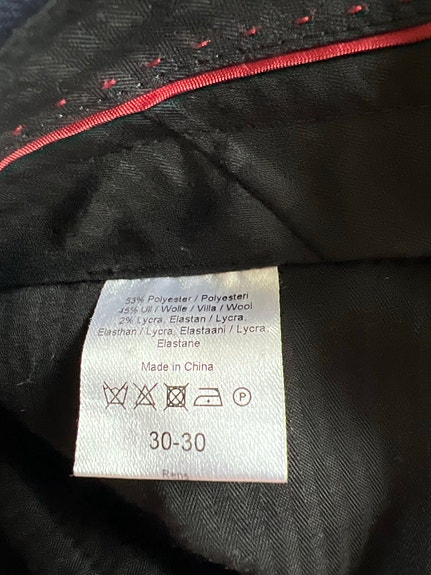 53% Polyester / Polyesteri
45% Ull / Wolle / Villa / Wool
2% Lycra, Elastan / Lycra,
Elasthan / Lycra, Elastaani / Lycra,
Elastane
Made in China
P
30-30